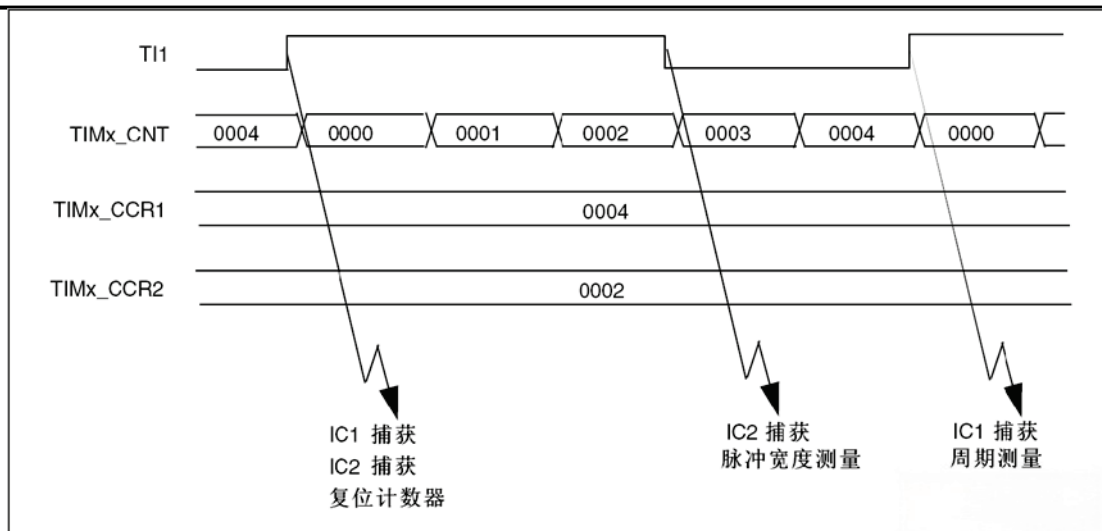 TI1
TIMx_CNT
0004 0000 0001 0002 0003 0004 0000
TIMx_CCR1
0004
TIMx_CCR2
0002
IC1 捕获
IC2 捕获
复位计数器
IC2 捕获
脉冲宽度测量
IC1 捕获
周期测量